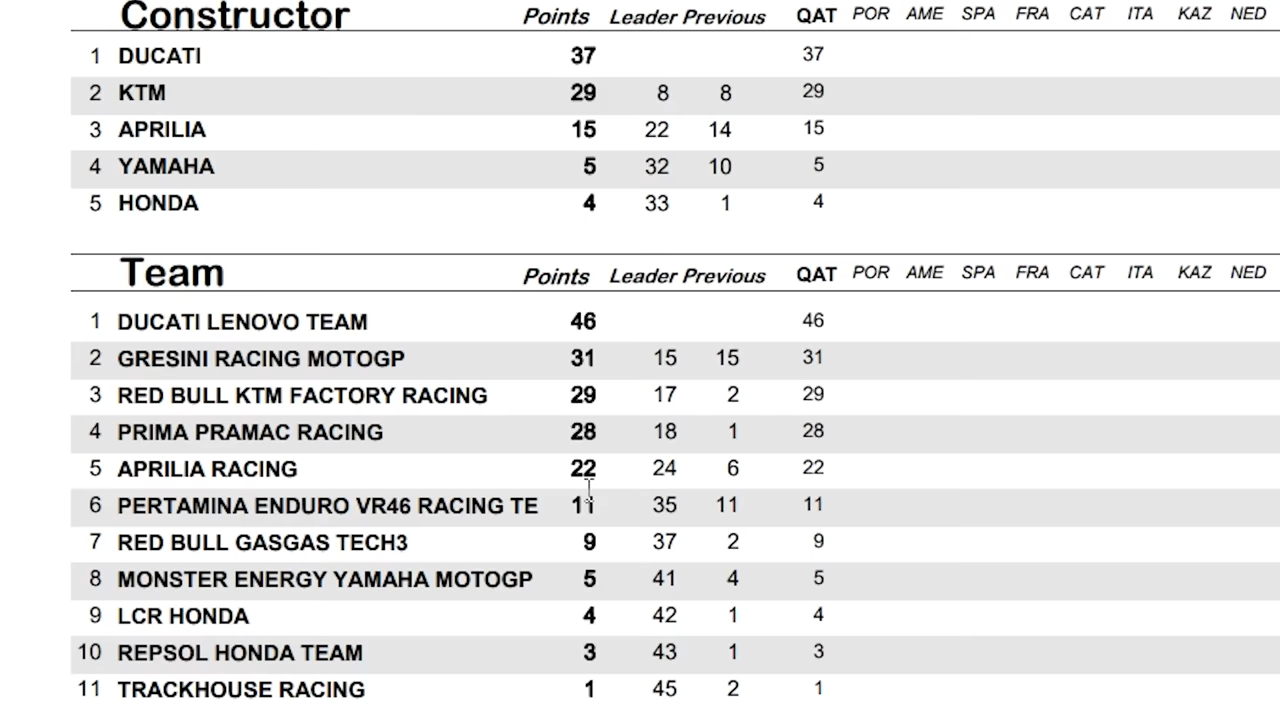 Constructor Points Leader Previous QAT POR AME SPA FRA CAT ITA KAZ NED
1 DUCATI 37 37
2 KTM 29 8 8 29
3 APRILIA 15 22 14 15
4 YAMAHA 5 32 10 5
5 HONDA 4 33 1 4
Team Points Leader Previous QAT POR AME SPA FRA CAT ITA KAZ NED
1 DUCATI LENOVO TEAM 46 46
2 GRESINI RACING MOTOGP 31 15 15 31
3 RED BULL KTM FACTORY RACING 29 17 2 29
4 PRIMA PRAMAC RACING 28 18 1 28
5 APRILIA RACING 22 24 6 22
6 PERTAMINA ENDURO VR46 RACING TE 11 35 11 11
7 RED BULL GASGAS TECH3 9 37 2 9
8 MONSTER ENERGY YAMAHA MOTOGP 5 41 4 5
9 LCR HONDA 4 42 1 4
10 REPSOL HONDA TEAM 3 43 1 3
11 TRACKHOUSE RACING 1 45 2 1